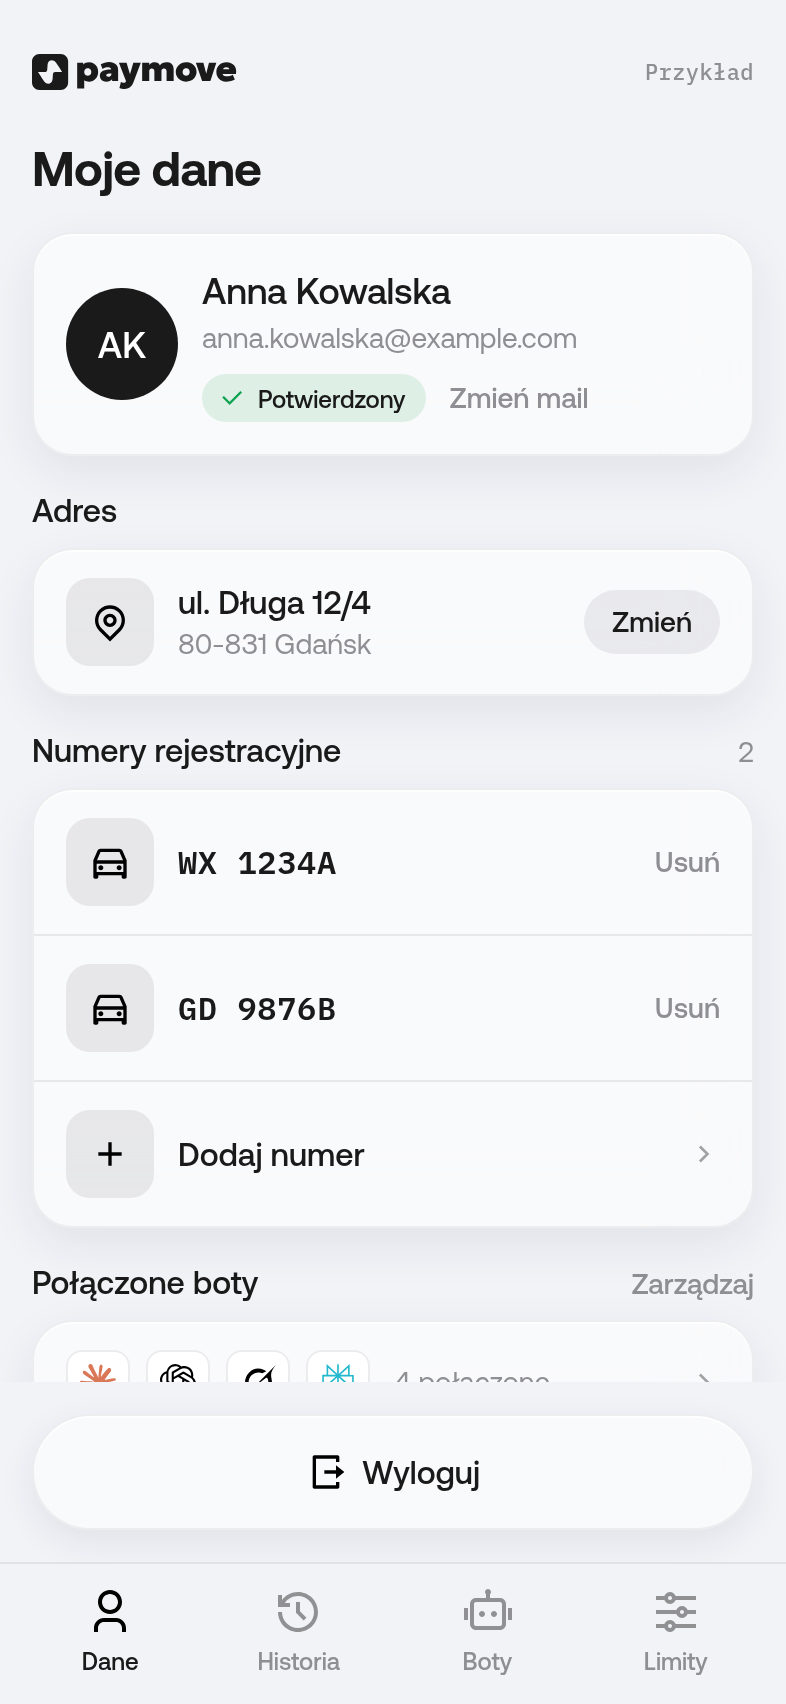 paymove
Przykład
Moje dane
AK
Anna Kowalska
anna.kowalska@example.com
Potwierdzony
Zmień mail
Adres
ul. Długa 12/4
80-831 Gdańsk
Zmień
Numery rejestracyjne
2
WX 1234A
Usuń
GD 9876B
Usuń
Dodaj numer
Połączone boty
Zarządzaj
4 połączone
Wyloguj
Dane
Historia
Boty
Limity